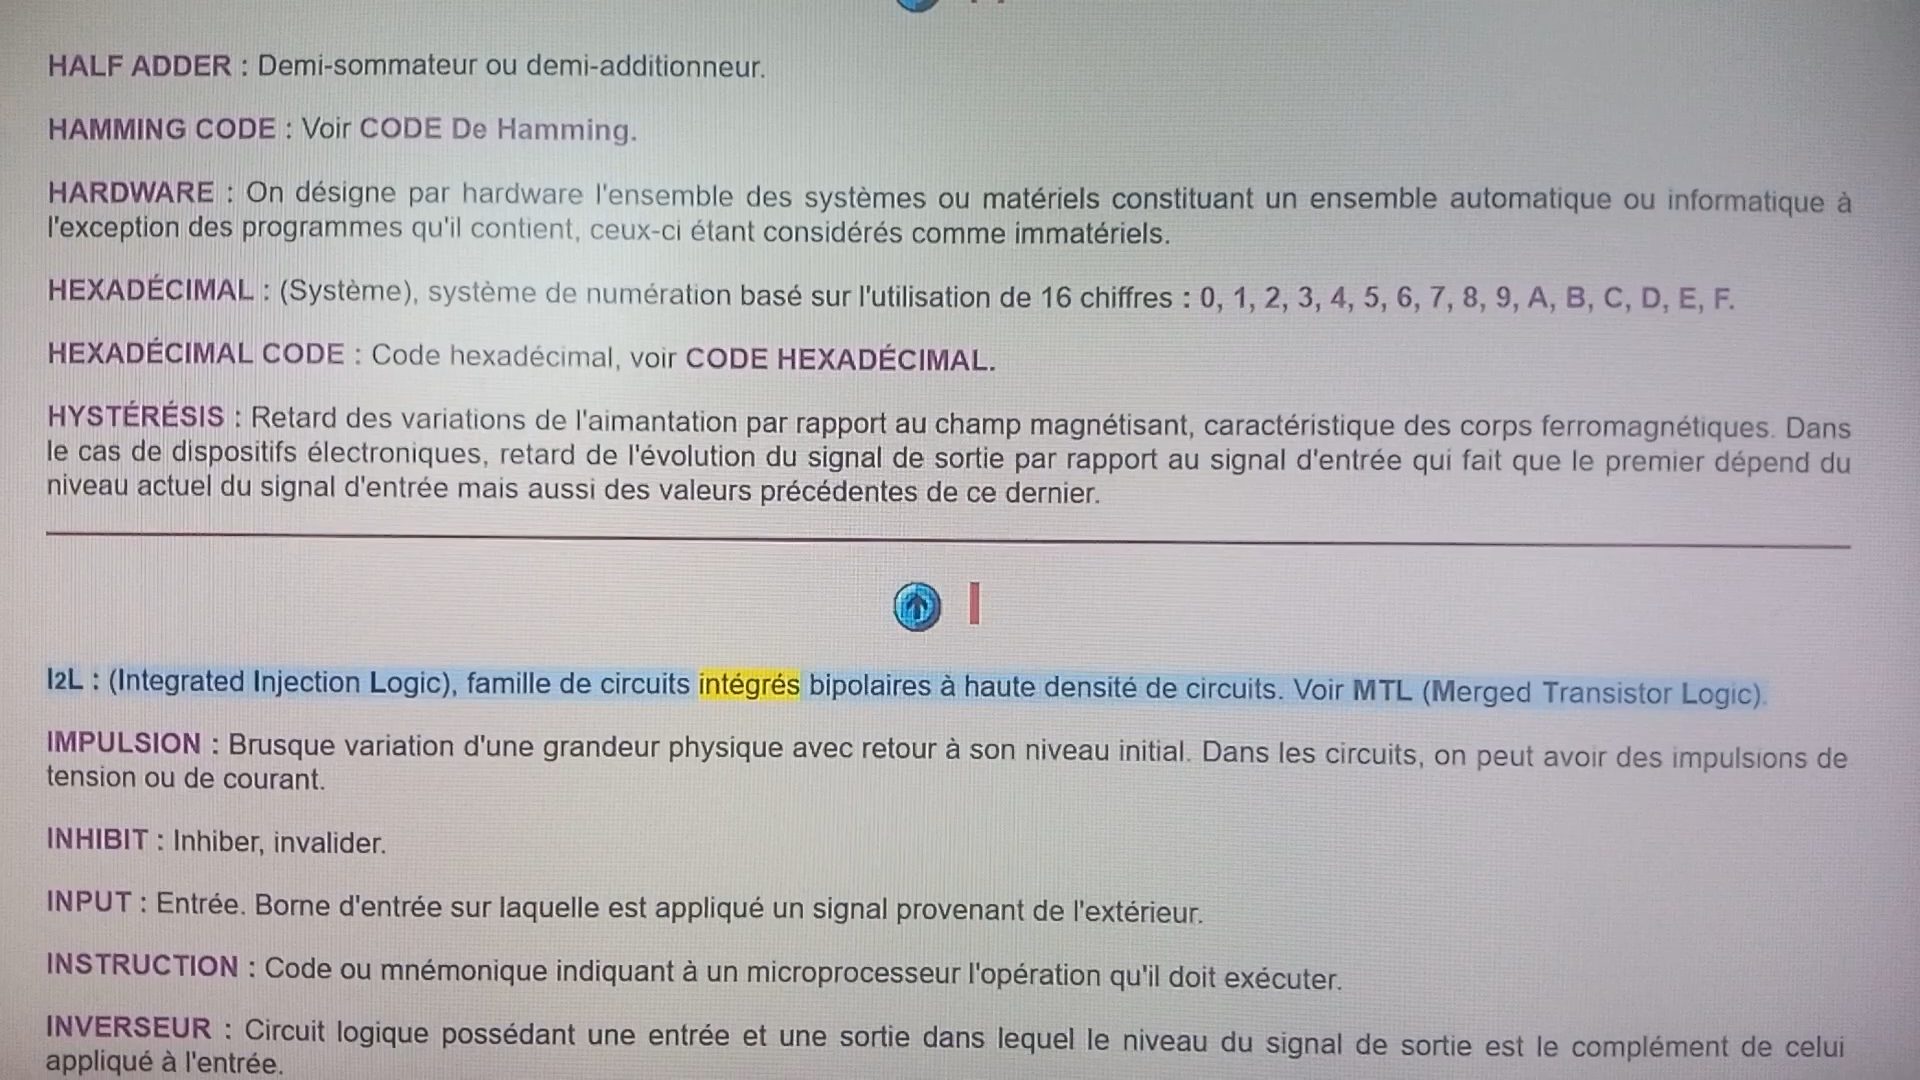 HALF ADDER : Demi-sommateur ou demi-additionneur.
HAMMING CODE : Voir CODE De Hamming.
HARDWARE : On désigne par hardware l'ensemble des systèmes ou matériels constituant un ensemble automatique ou informatique à
l'exception des programmes qu'il contient, ceux-ci étant considérés comme immatériels.
HEXADÉCIMAL : (Système), système de numération basé sur l'utilisation de 16 chiffres : 0, 1, 2, 3, 4, 5, 6, 7, 8, 9, A, B, C, D, E, F.
HEXADÉCIMAL CODE : Code hexadécimal, voir CODE HEXADÉCIMAL.
HYSTÉRÉSIS : Retard des variations de l'aimantation par rapport au champ magnétisant, caractéristique des corps ferromagnétiques. Dans
le cas de dispositifs électroniques, retard de l'évolution du signal de sortie par rapport au signal d'entrée qui fait que le premier dépend du
niveau actuel du signal d'entrée mais aussi des valeurs précédentes de ce dernier.
I
I2L : (Integrated Injection Logic), famille de circuits intégrés bipolaires à haute densité de circuits. Voir MTL (Merged Transistor Logic).
IMPULSION : Brusque variation d'une grandeur physique avec retour à son niveau initial. Dans les circuits, on peut avoir des impulsions de
tension ou de courant.
INHIBIT : Inhiber, invalider.
INPUT : Entrée. Borne d'entrée sur laquelle est appliqué un signal provenant de l'extérieur.
INSTRUCTION : Code ou mnémonique indiquant à un microprocesseur l'opération qu'il doit exécuter.
INVERSEUR : Circuit logique possédant une entrée et une sortie dans lequel le niveau du signal de sortie est le complément de celui
appliqué à l'entrée.